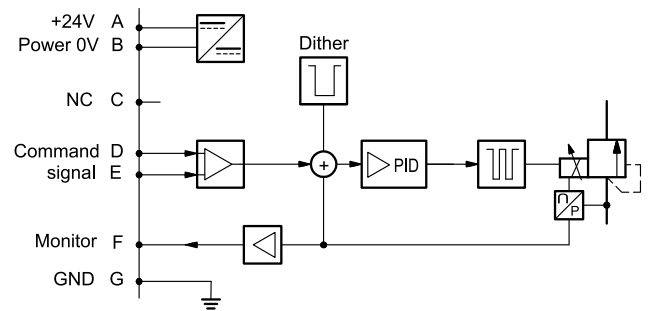 +24V A
Power 0V B
Dither
NC C
Command D
signal E
PID
P
Monitor F
GND G